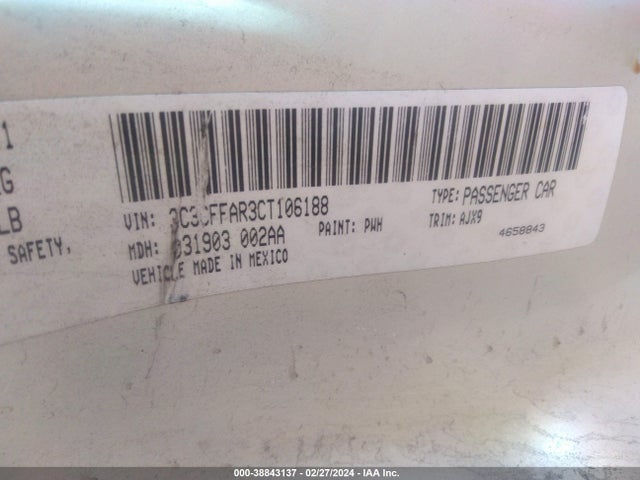 1
G
LB
SAFETY,
VIN: 3C3CFFAR3CT106188
TYPE: PASSENGER CAR
MDH: 031903 002AA
PAINT: PWH
TRIM: AJX9
VEHICLE MADE IN MEXICO
4658843
000-38843137 - 02/27/2024 - IAA Inc.